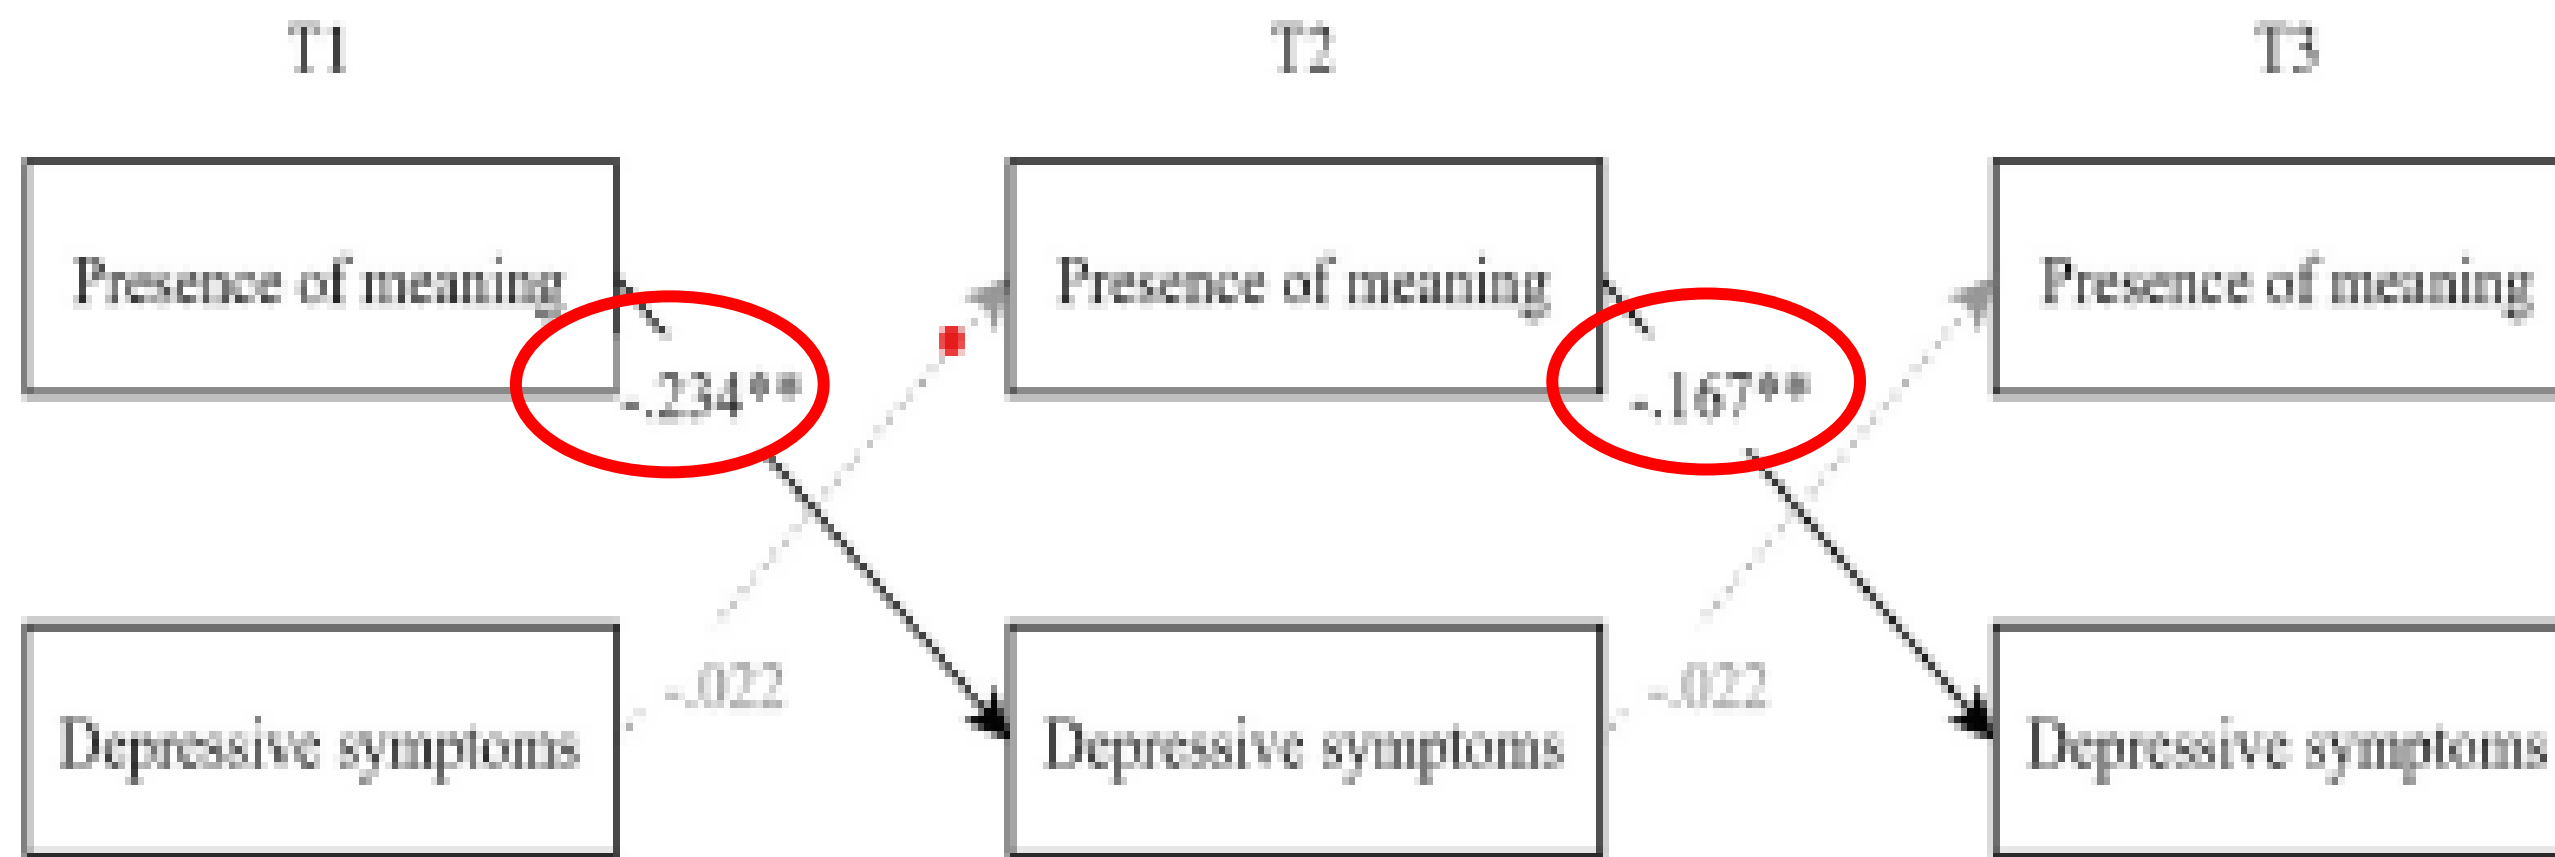 T1 T2 T3
Presence of meaning Presence of meaning Presence of meaning
-.234** -.167**
-.022 -.022
Depressive symptoms Depressive symptoms Depressive symptoms